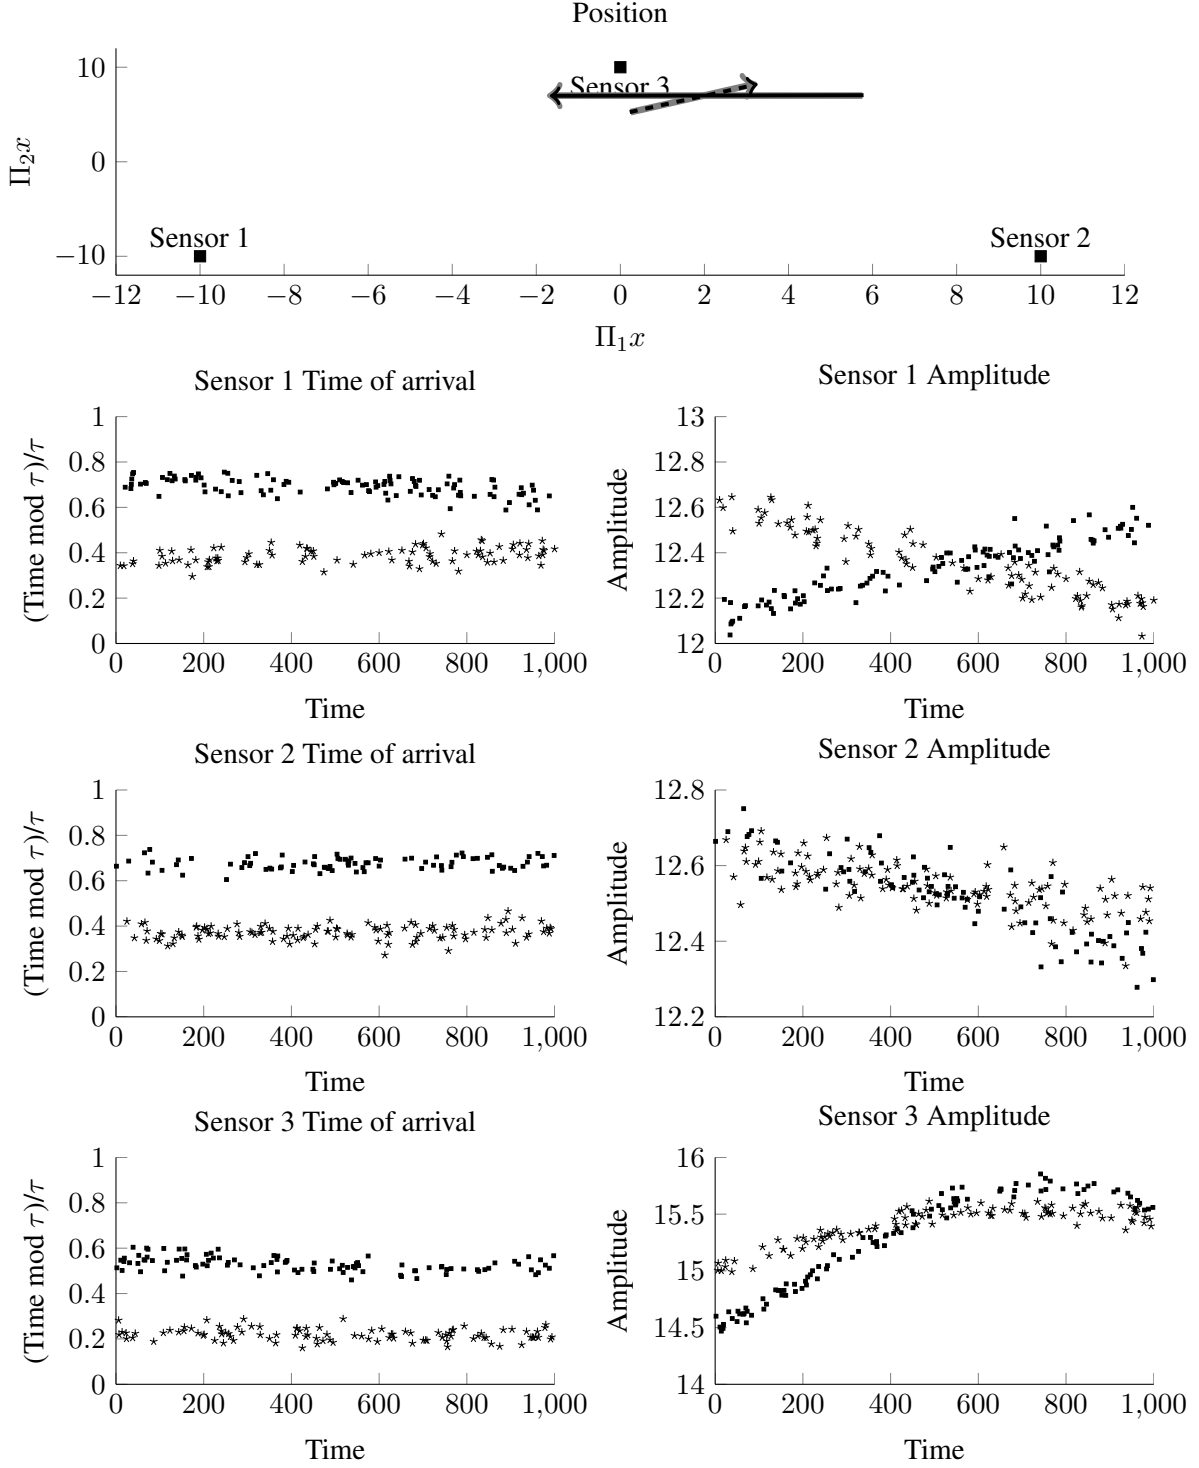 Position
10
Sensor 3
0
Π₂x
Sensor 1
Sensor 2
−10
−12 −10 −8 −6 −4 −2 0 2 4 6 8 10 12
Π₁x
Sensor 1 Time of arrival
1
0.8
0.6
0.4
0.2
0
(Time mod τ)/τ
0 200 400 600 800 1,000
Time
Sensor 1 Amplitude
13
12.8
12.6
12.4
12.2
12
Amplitude
0 200 400 600 800 1,000
Time
Sensor 2 Time of arrival
1
0.8
0.6
0.4
0.2
0
(Time mod τ)/τ
0 200 400 600 800 1,000
Time
Sensor 2 Amplitude
12.8
12.6
12.4
12.2
Amplitude
0 200 400 600 800 1,000
Time
Sensor 3 Time of arrival
1
0.8
0.6
0.4
0.2
0
(Time mod τ)/τ
0 200 400 600 800 1,000
Time
Sensor 3 Amplitude
16
15.5
15
14.5
14
Amplitude
0 200 400 600 800 1,000
Time